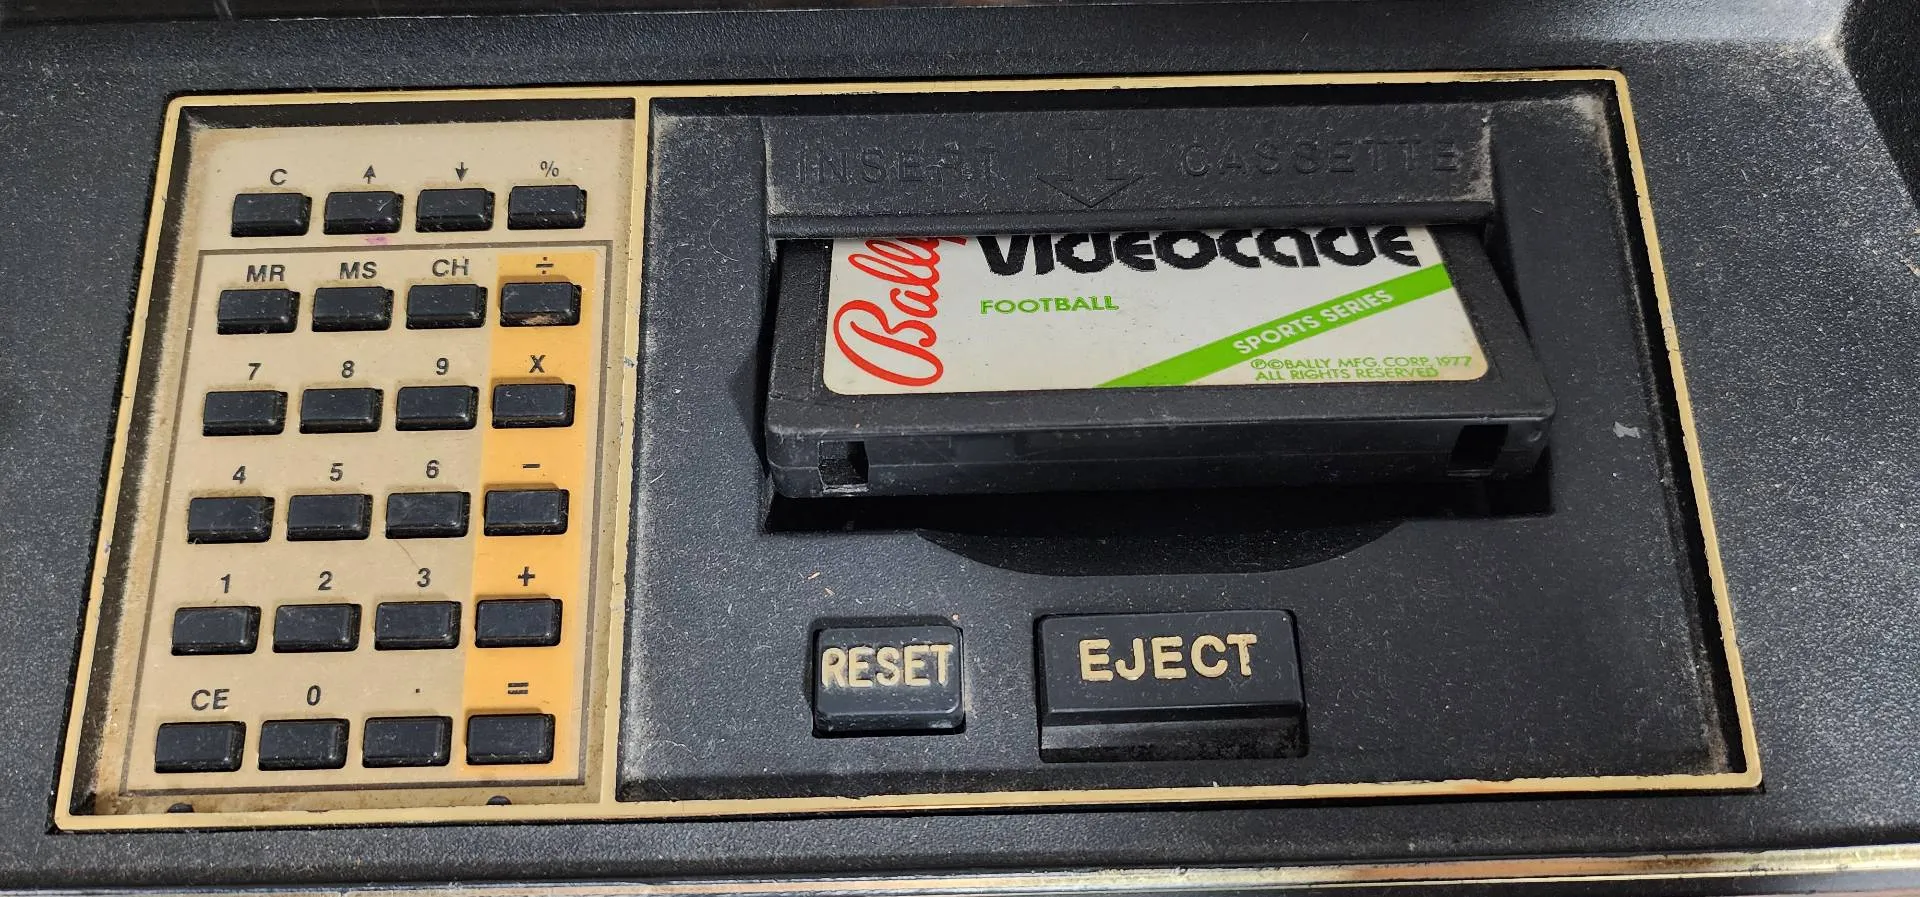 C ↑ ↓ %
MR MS CH ÷
7 8 9 X
4 5 6 −
1 2 3 +
CE 0 . =
INSERT CASSETTE
Bally VIDEOCADE
FOOTBALL
SPORTS SERIES
℗©BALLY MFG. CORP. 1977
ALL RIGHTS RESERVED
RESET EJECT